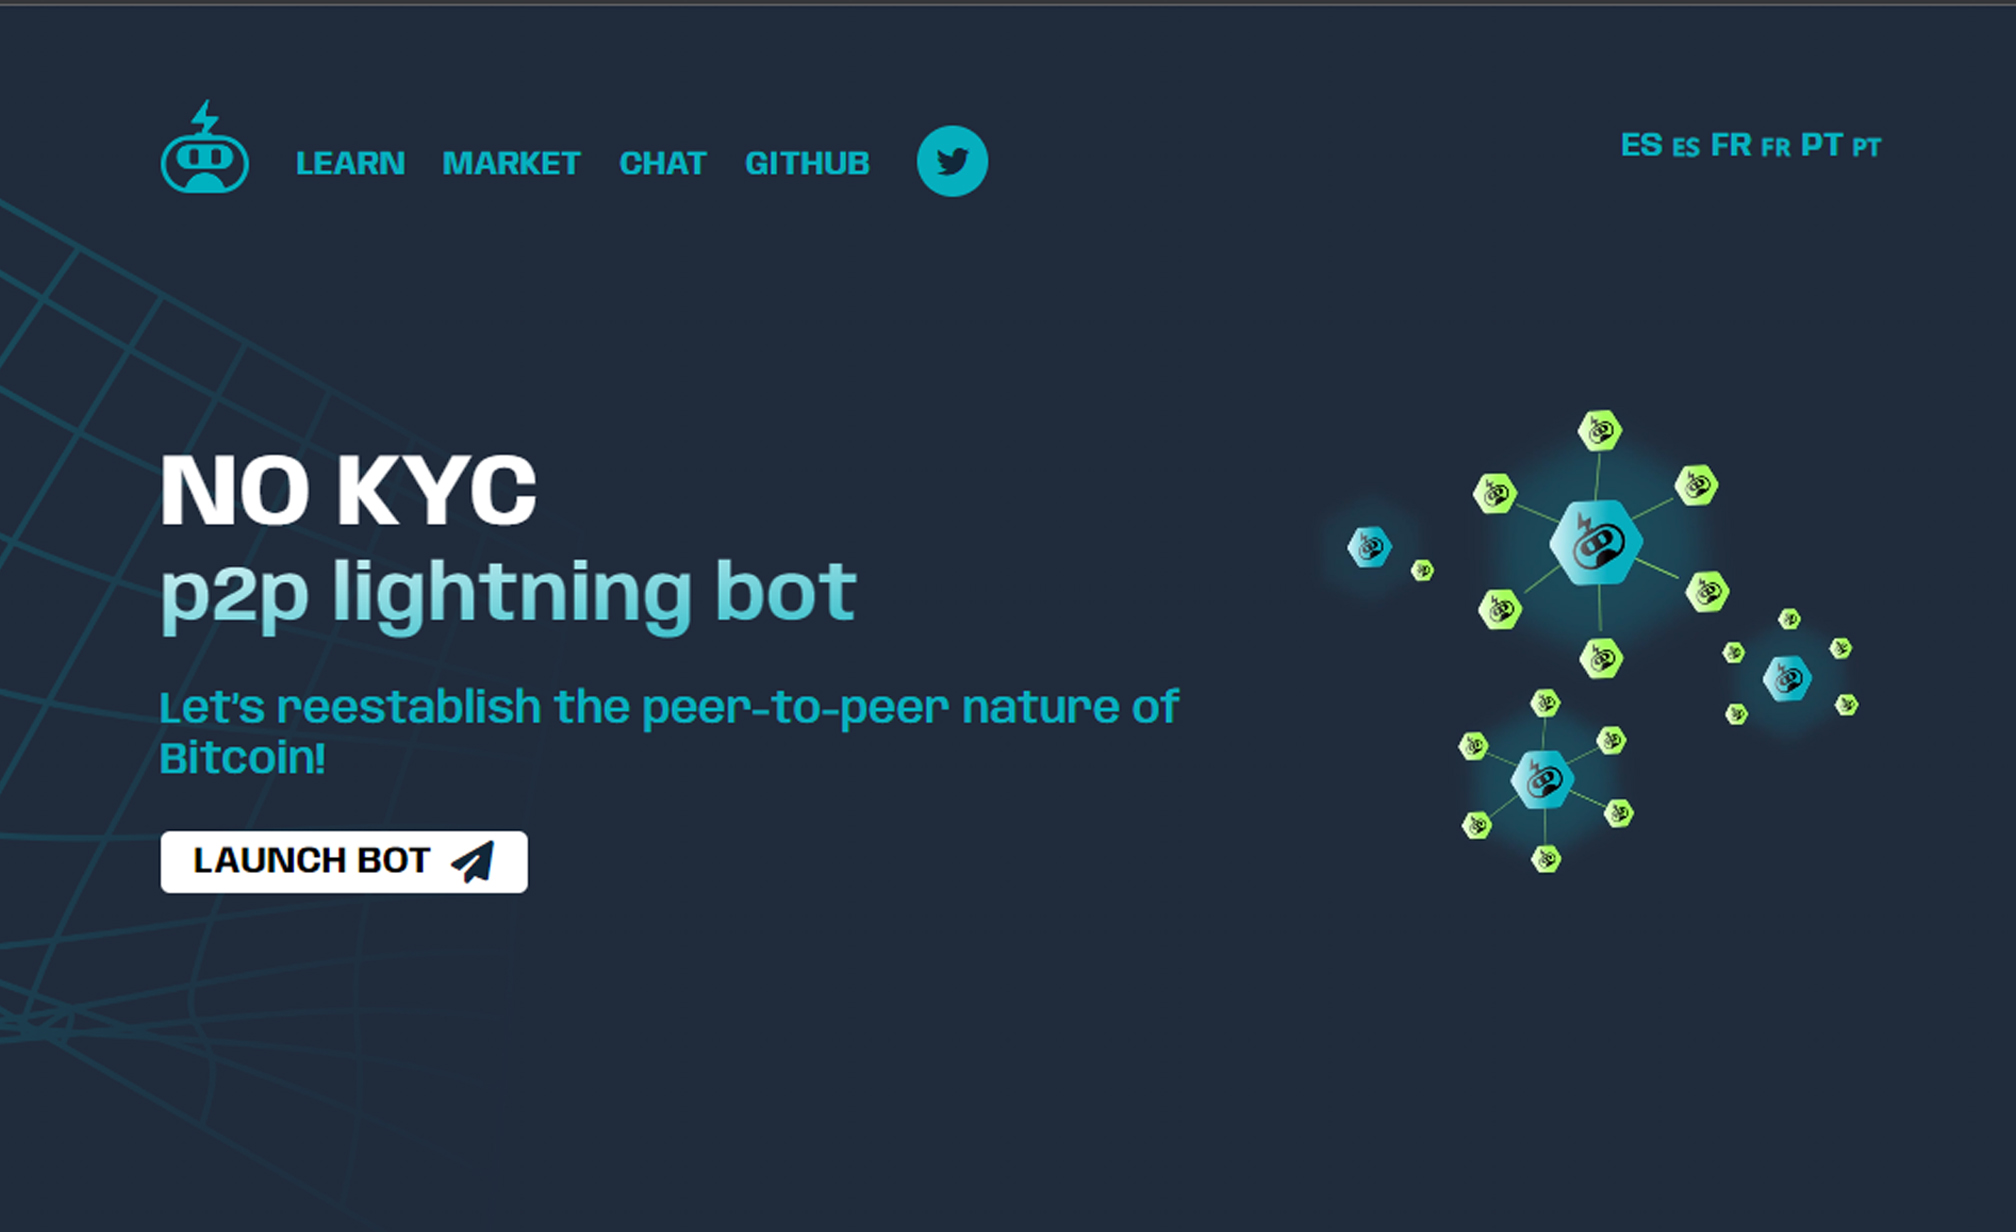 LEARN MARKET CHAT GITHUB
ES ES FR FR PT PT
NO KYC
p2p lightning bot
Let's reestablish the peer-to-peer nature of
Bitcoin!
LAUNCH BOT